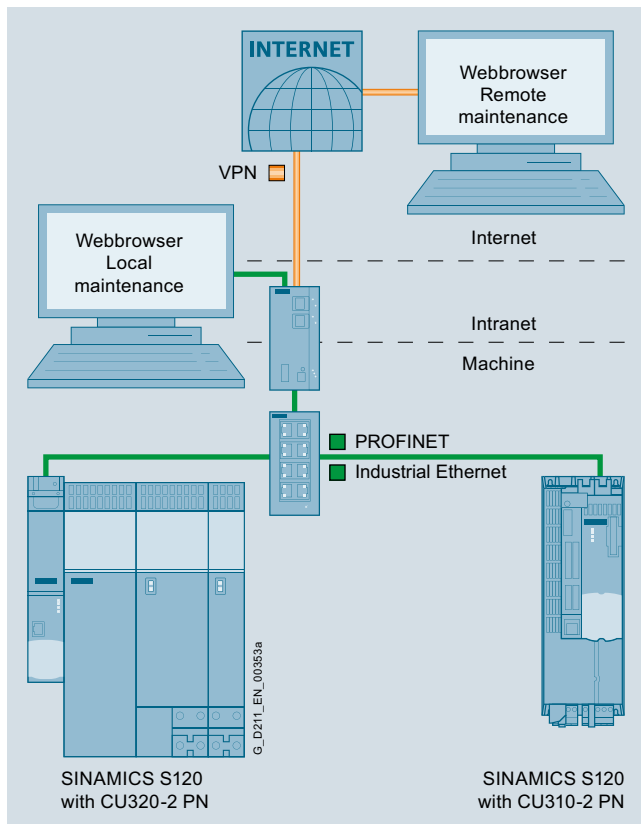 INTERNET
Webbrowser
Remote
maintenance
VPN
Webbrowser
Local
maintenance
Internet
Intranet
Machine
PROFINET
Industrial Ethernet
G_D211_EN_00353a
SINAMICS S120
with CU320-2 PN
SINAMICS S120
with CU310-2 PN